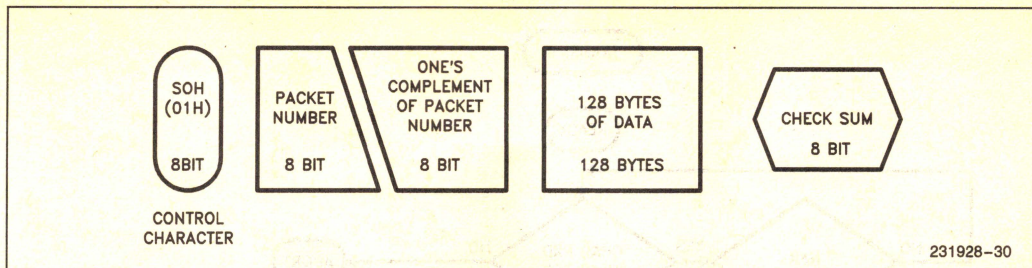 SOH
(01H)
8BIT
CONTROL
CHARACTER
PACKET
NUMBER
8 BIT
ONE'S
COMPLEMENT
OF PACKET
NUMBER
8 BIT
128 BYTES
OF DATA
128 BYTES
CHECK SUM
8 BIT
231928-30